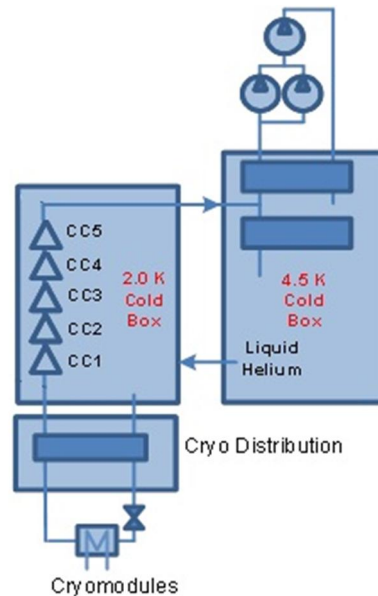 CC5
CC4
CC3
CC2
CC1
2.0 K
Cold
Box
4.5 K
Cold
Box
Liquid
Helium
Cryo Distribution
Cryomodules